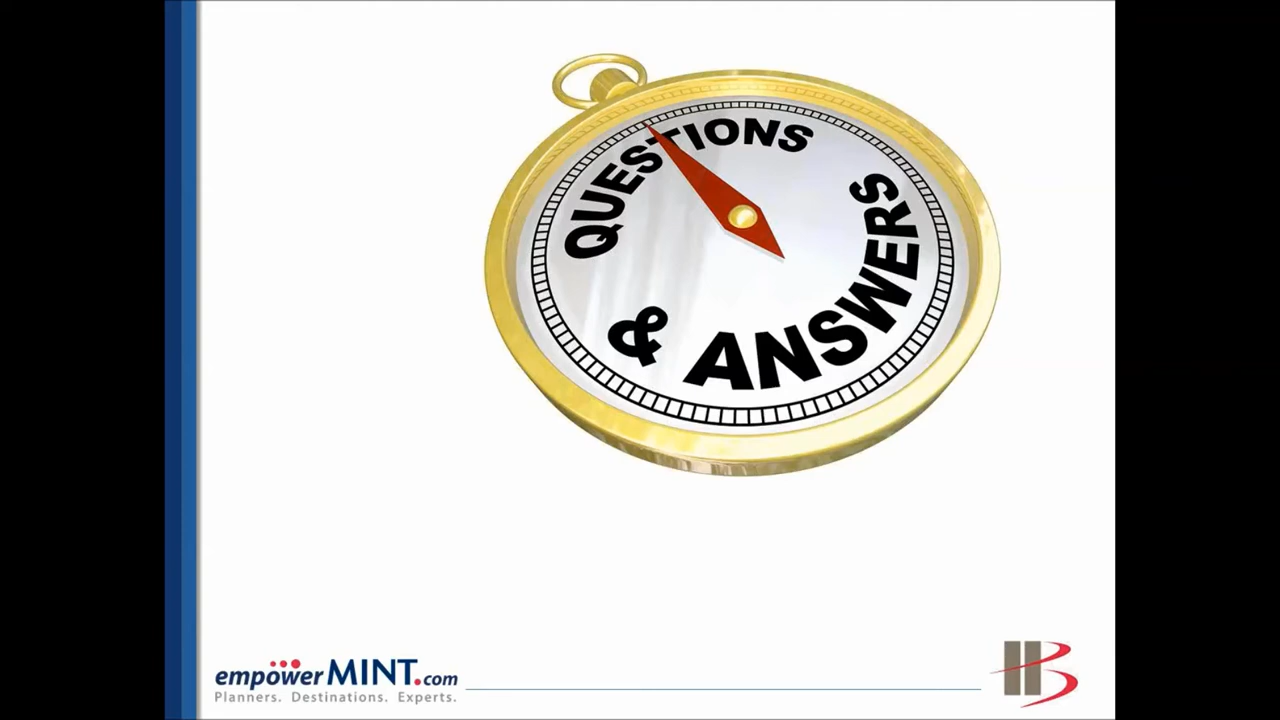 QUESTIONS
& ANSWERS
empowerMINT.com
Planners. Destinations. Experts.